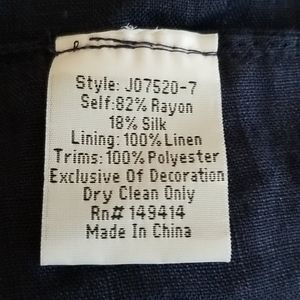 Style: J07520-7
Self:82% Rayon
18% Silk
Lining: 100% Linen
Trims: 100% Polyester
Exclusive Of Decoration
Dry Clean Only
Rn# 149414
Made In China